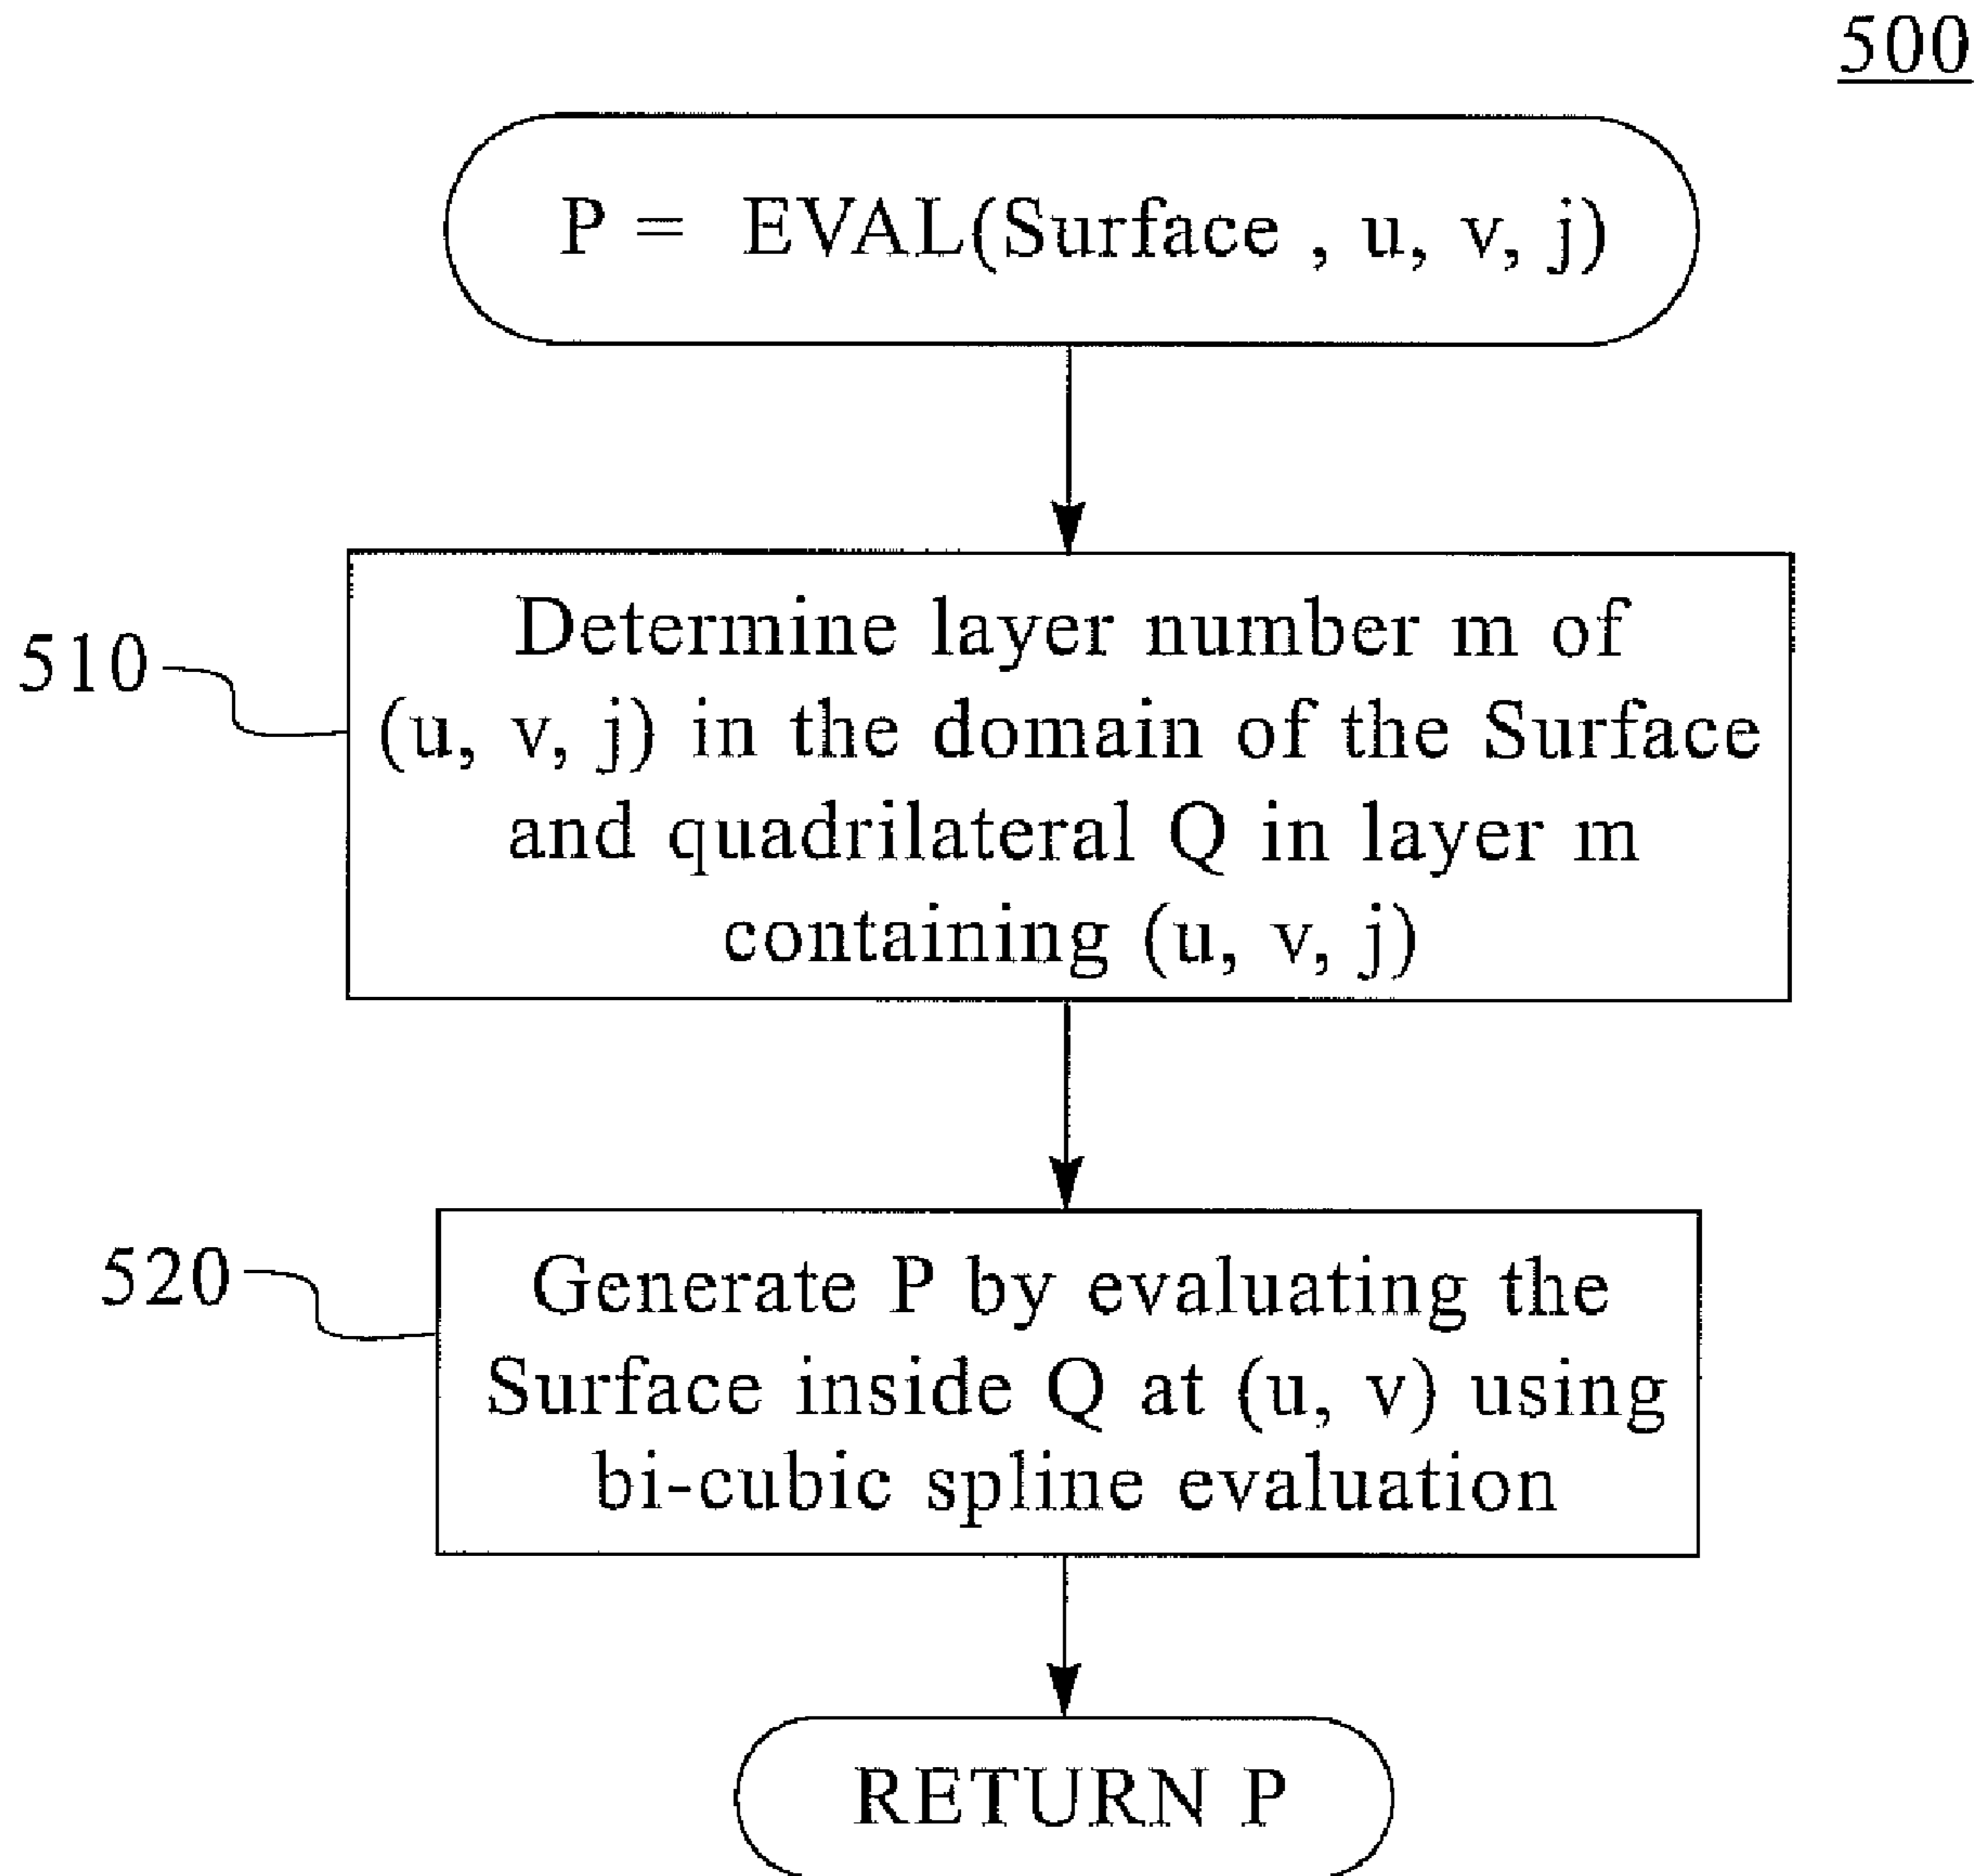 500
P = EVAL(Surface , u, v, j)
510
Determine layer number m of
(u, v, j) in the domain of the Surface
and quadrilateral Q in layer m
containing (u, v, j)
520
Generate P by evaluating the
Surface inside Q at (u, v) using
bi-cubic spline evaluation
RETURN P